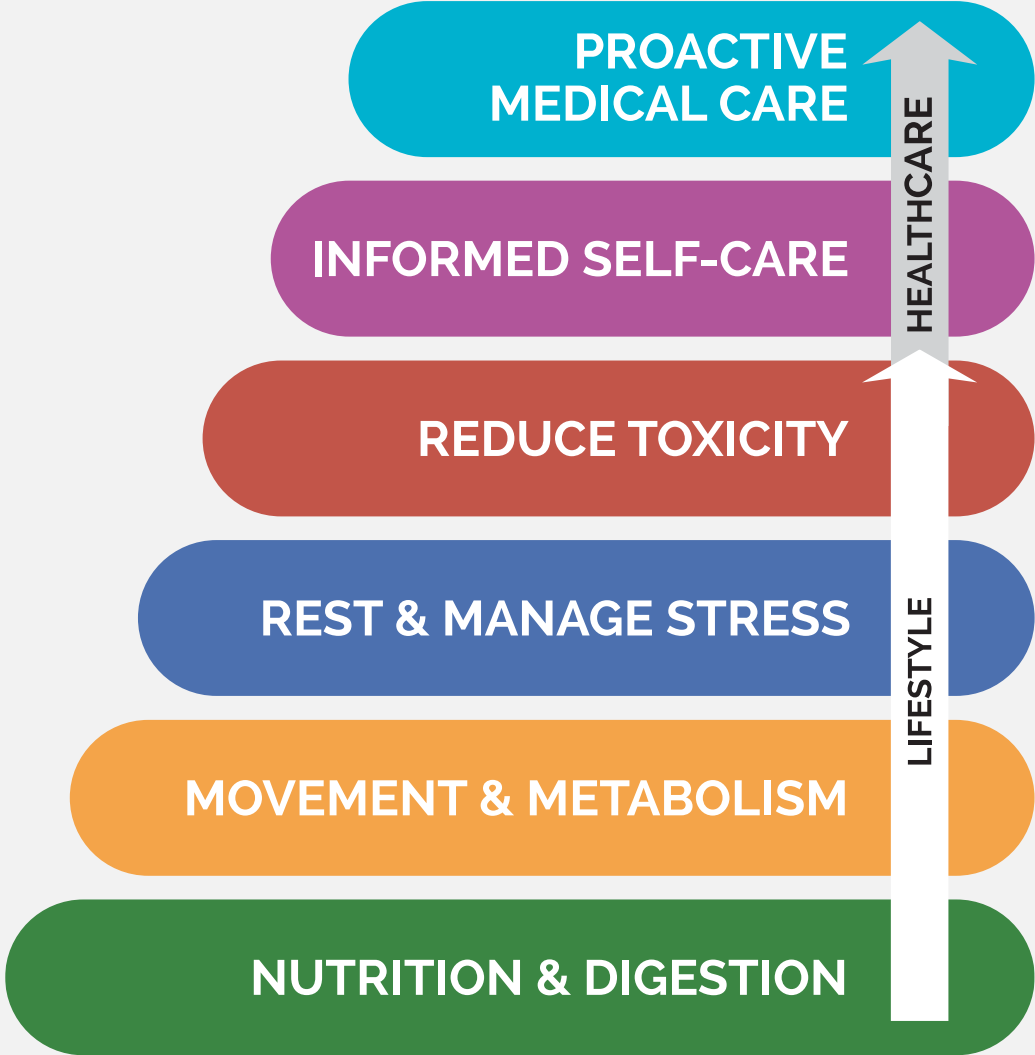 PROACTIVE
MEDICAL CARE
HEALTHCARE
INFORMED SELF-CARE
REDUCE TOXICITY
REST & MANAGE STRESS
LIFESTYLE
MOVEMENT & METABOLISM
NUTRITION & DIGESTION